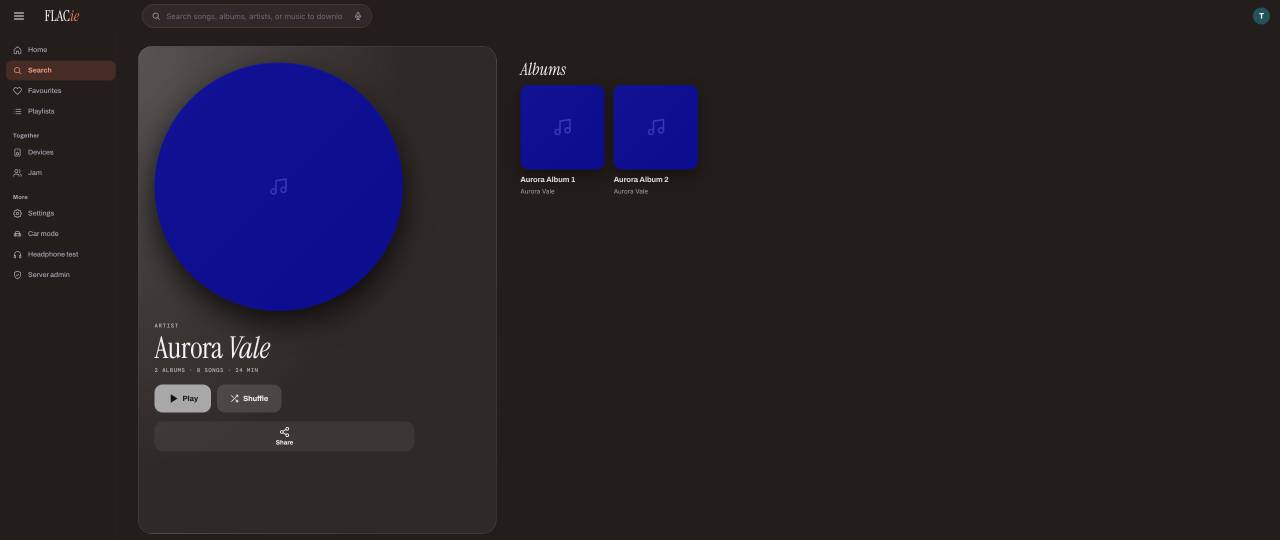 FLACie
Search songs, albums, artists, or music to downlo
T
Home
Search
Favourites
Playlists
Together
Devices
Jam
More
Settings
Car mode
Headphone test
Server admin
ARTIST
Aurora Vale
2 ALBUMS · 8 SONGS · 24 MIN
Play
Shuffle
Share
Albums
Aurora Album 1
Aurora Vale
Aurora Album 2
Aurora Vale